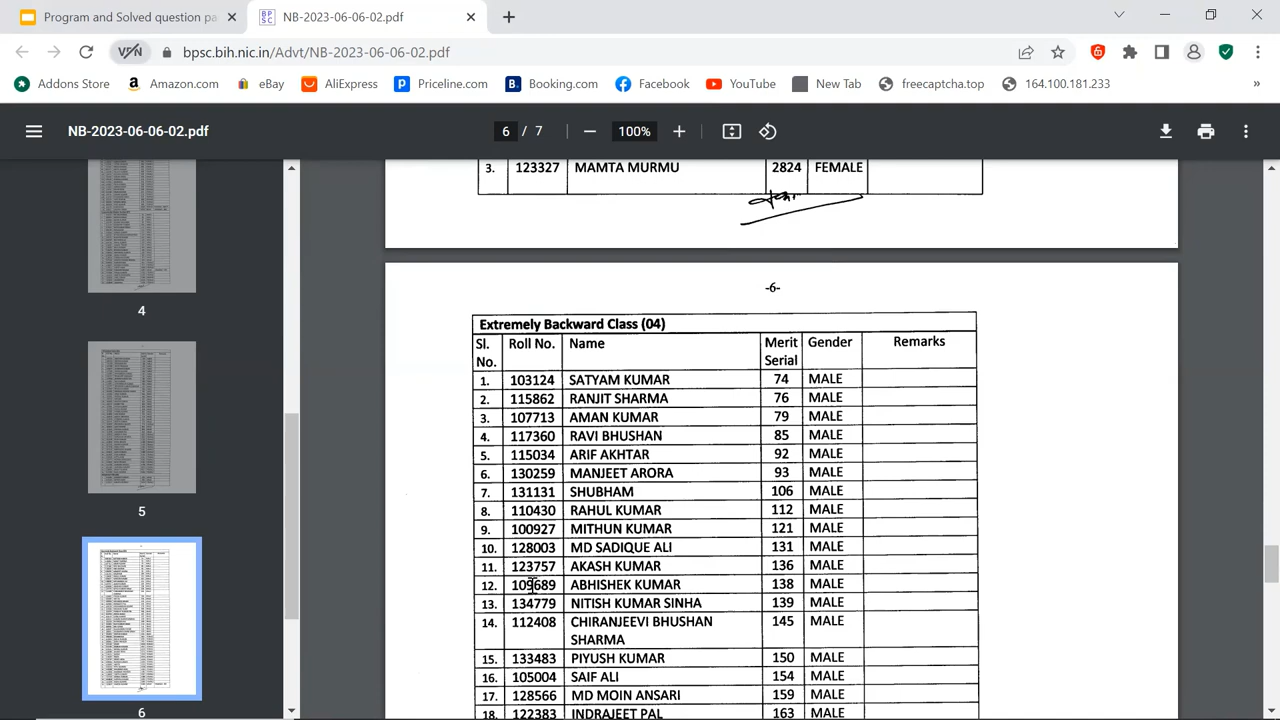 Program and Solved question pa
NB-2023-06-06-02.pdf
bpsc.bih.nic.in/Advt/NB-2023-06-06-02.pdf
Addons Store
Amazon.com
eBay
AliExpress
Priceline.com
Booking.com
Facebook
YouTube
New Tab
freecaptcha.top
164.100.181.233
»
NB-2023-06-06-02.pdf
6 / 7
100%
4
5
6
3. 123327 MAMTA MURMU 2824 FEMALE
-6-
Extremely Backward Class (04)
Sl. No. Roll No. Name Merit Serial Gender Remarks
1. 103124 SATYAM KUMAR 74 MALE
2. 115382 RANJIT SHARMA 76 MALE
3. 107713 AMAN KUMAR 79 MALE
4. 117360 RAVI BHUSHAN 85 MALE
5. 115034 ARIF AKHTAR 92 MALE
6. 130291 MANJEET ARORA 93 MALE
7. 131131 SHUBHAM 106 MALE
8. 110430 RAHUL KUMAR 112 MALE
9. 100927 MITHUN KUMAR 121 MALE
10. MD SADIQUE ALI 131 MALE
11. 123757 AKASH KUMAR 136 MALE
12. ABHISHEK KUMAR 138 MALE
13. NITISH KUMAR SINHA 139 MALE
14. 112408 CHIRANJEEVI BHUSHAN 145 MALE
SHARMA
15. PIYUSH KUMAR 150 MALE
16. 105004 SAIF ALI 154 MALE
17. 128566 MD MOIN ANSARI 159 MALE
18. 122383 INDRAJEET PAL 163 MALE